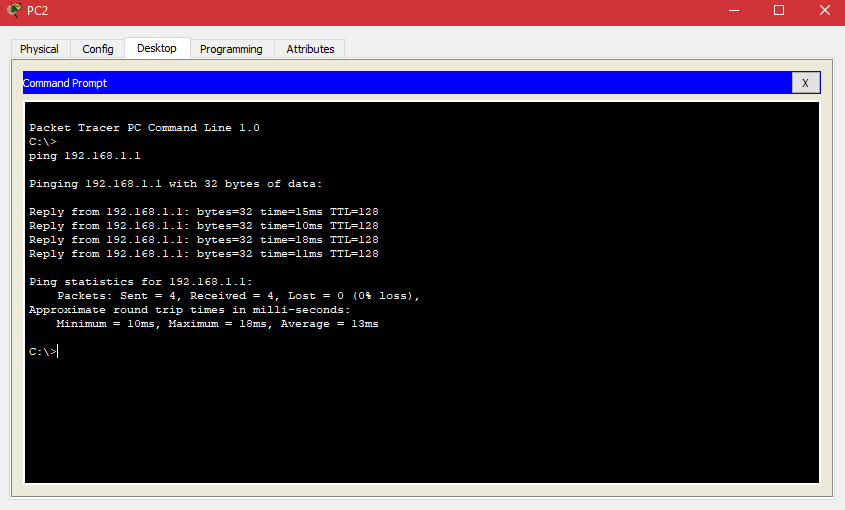 PC2
Physical Config Desktop Programming Attributes
Command Prompt X
Packet Tracer PC Command Line 1.0
C:\>
ping 192.168.1.1
Pinging 192.168.1.1 with 32 bytes of data:
Reply from 192.168.1.1: bytes=32 time=15ms TTL=128
Reply from 192.168.1.1: bytes=32 time=10ms TTL=128
Reply from 192.168.1.1: bytes=32 time=18ms TTL=128
Reply from 192.168.1.1: bytes=32 time=11ms TTL=128
Ping statistics for 192.168.1.1:
Packets: Sent = 4, Received = 4, Lost = 0 (0% loss),
Approximate round trip times in milli-seconds:
Minimum = 10ms, Maximum = 18ms, Average = 13ms
C:\>